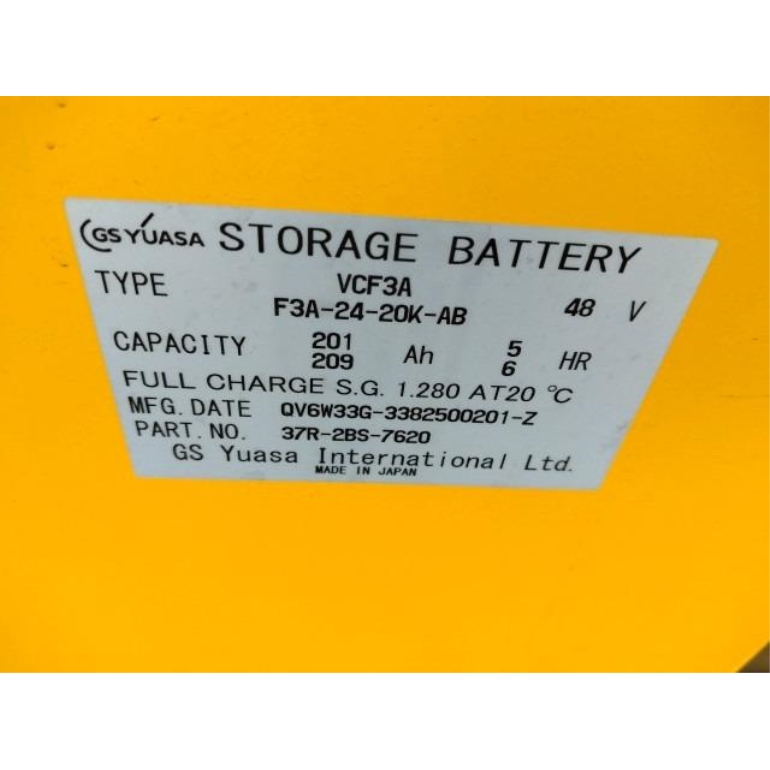 GS YUASA STORAGE BATTERY
TYPE VCF3A
F3A-24-20K-AB 48 V
CAPACITY 201 Ah 5 HR
209 6
FULL CHARGE S.G. 1.280 AT20 ℃
MFG. DATE QV6W33G-3382500201-Z
PART. NO. 37R-2BS-7620
GS Yuasa International Ltd.
MADE IN JAPAN